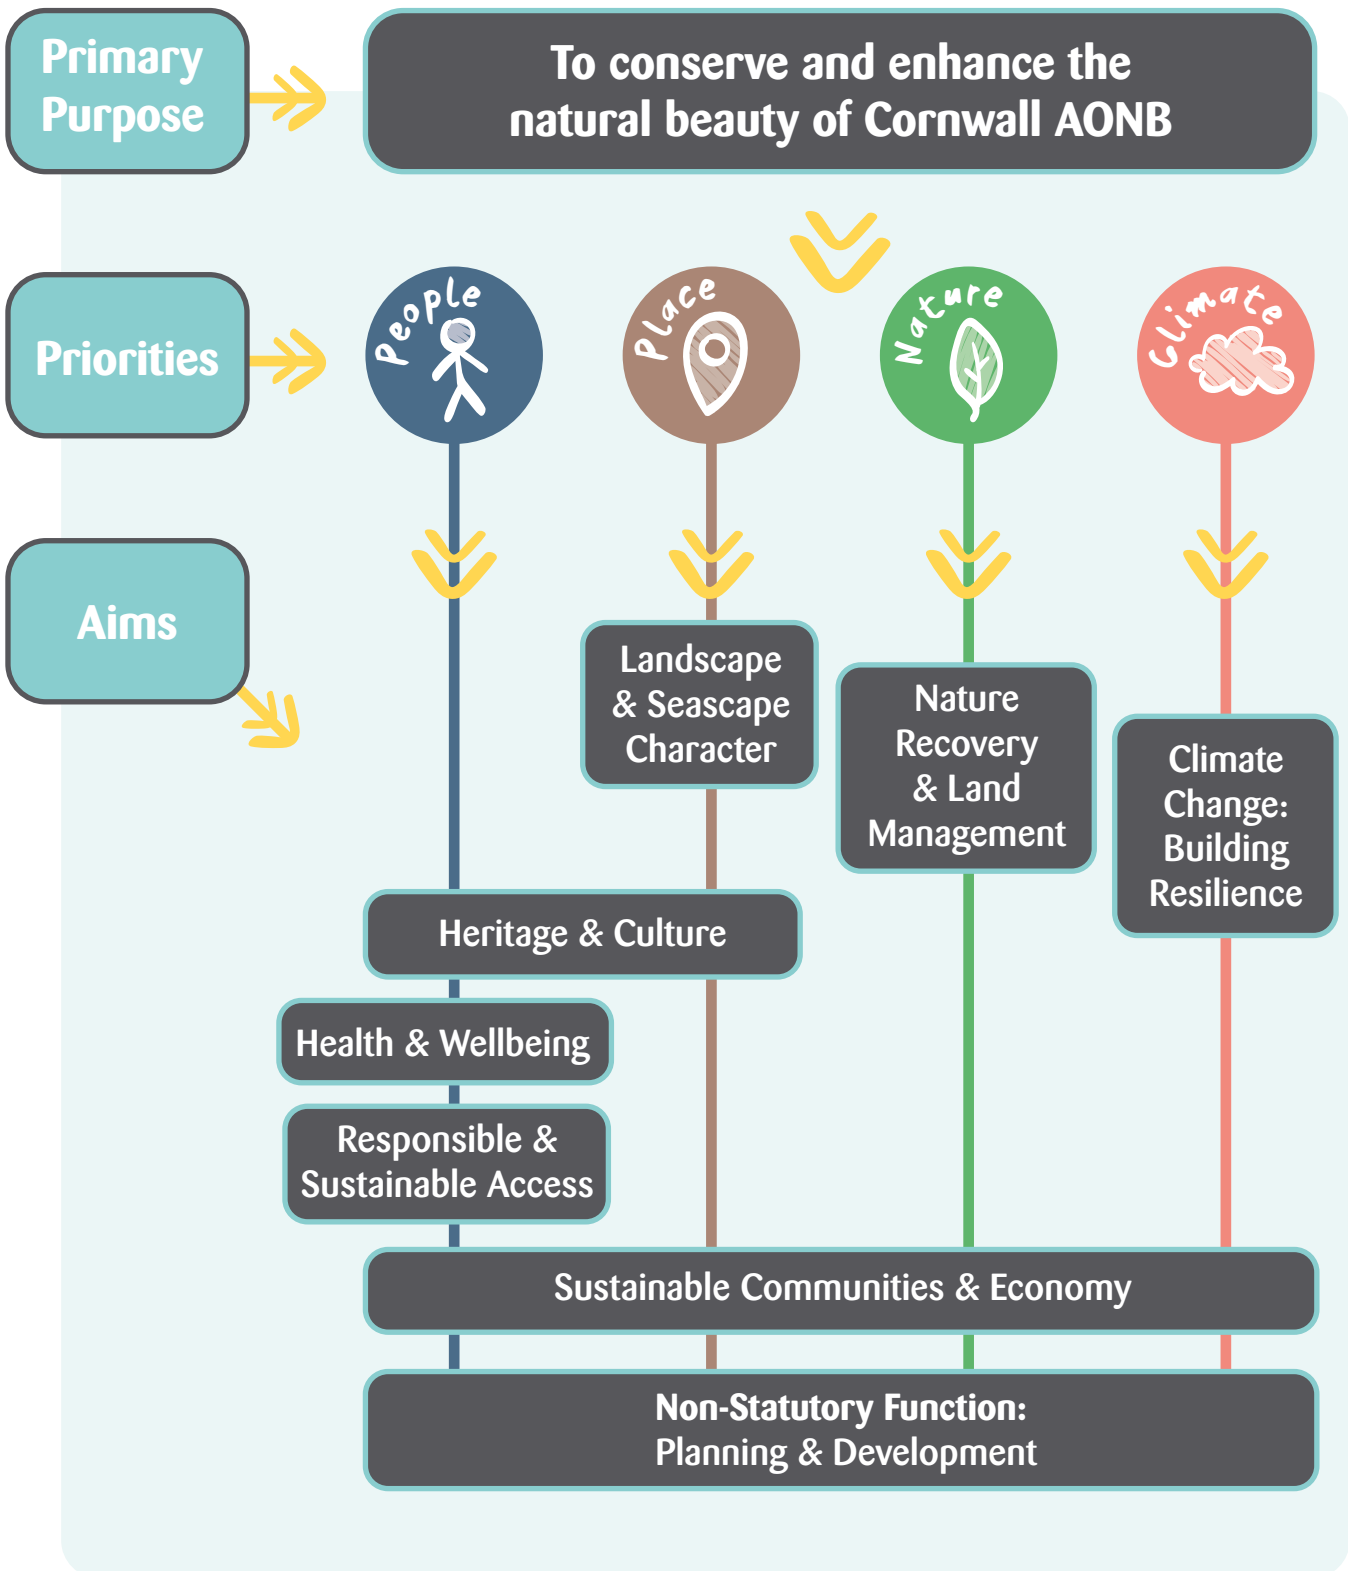 Primary
Purpose
To conserve and enhance the
natural beauty of Cornwall AONB
Priorities
People
Place
Nature
Climate
Aims
Landscape
& Seascape
Character
Nature
Recovery
& Land
Management
Climate
Change:
Building
Resilience
Heritage & Culture
Health & Wellbeing
Responsible &
Sustainable Access
Sustainable Communities & Economy
Non-Statutory Function:
Planning & Development